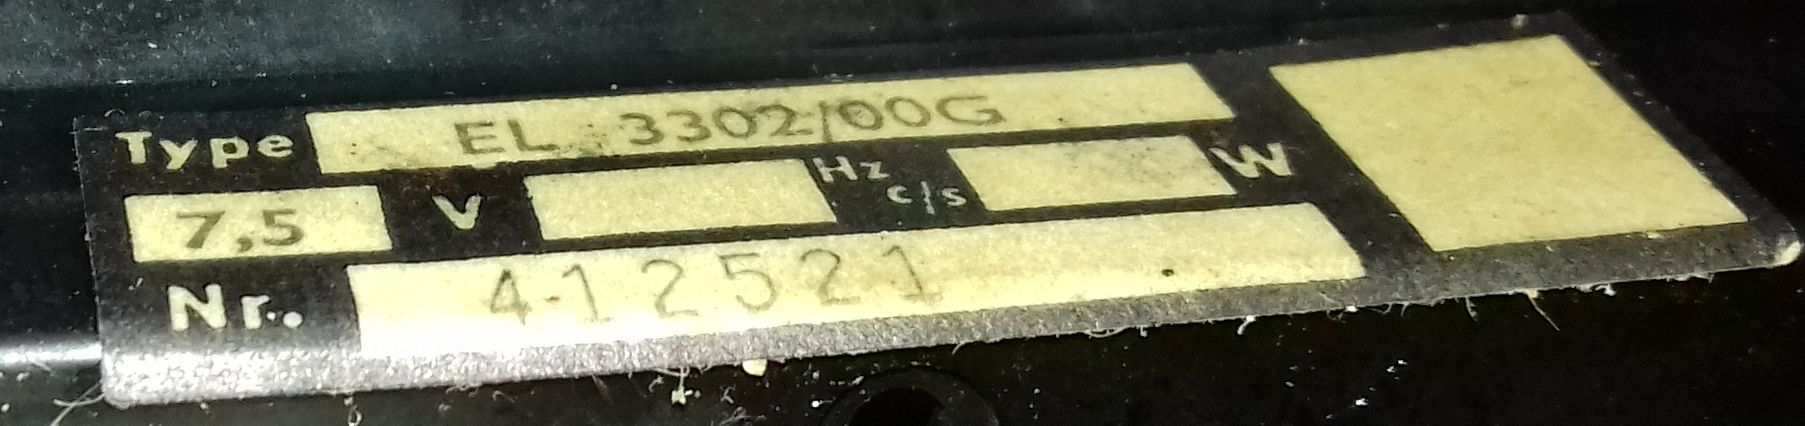 Type EL 3302/00G
7,5 V Hz c/s W
Nr. 412521